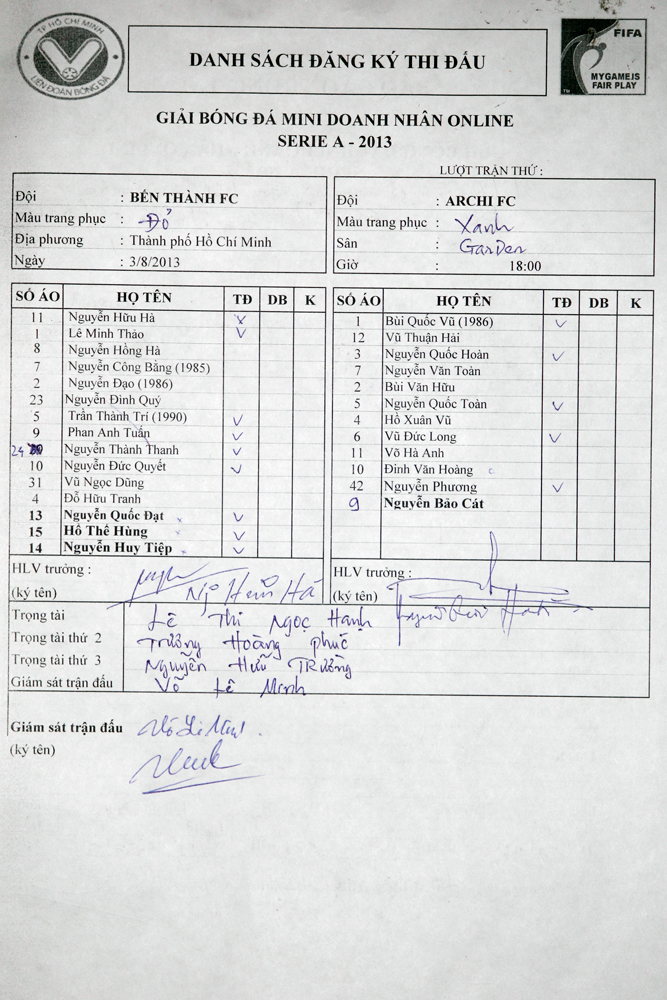 TP HỒ CHÍ MINH
LIÊN ĐOÀN BÓNG ĐÁ
DANH SÁCH ĐĂNG KÝ THI ĐẤU
FIFA
MYGAMEIS
FAIR PLAY
TM
GIẢI BÓNG ĐÁ MINI DOANH NHÂN ONLINE
SERIE A - 2013
LƯỢT TRẬN THỨ :
Đội : BẾN THÀNH FC
Màu trang phục : Đỏ
Địa phương : Thành phố Hồ Chí Minh
Ngày : 3/8/2013
Đội : ARCHI FC
Màu trang phục : Xanh
Sân : GarDen
Giờ : 18:00
SỐ ÁO HỌ TÊN TĐ DB K
11 Nguyễn Hữu Hà x
1 Lê Minh Thảo v
8 Nguyễn Hồng Hà
7 Nguyễn Công Bằng (1985)
2 Nguyễn Đạo (1986)
23 Nguyễn Đình Quý
5 Trần Thành Trí (1990) v
9 Phan Anh Tuấn v
24 Nguyễn Thành Thanh v
10 Nguyễn Đức Quyết v
31 Vũ Ngọc Dũng
4 Đỗ Hữu Tranh
13 Nguyễn Quốc Đạt x v
15 Hồ Thế Hùng v
14 Nguyễn Huy Tiệp x v
SỐ ÁO HỌ TÊN TĐ DB K
1 Bùi Quốc Vũ (1986) v
12 Vũ Thuận Hải
3 Nguyễn Quốc Hoàn v
7 Nguyễn Văn Toàn
2 Bùi Văn Hữu
5 Nguyễn Quốc Toàn v
4 Hồ Xuân Vũ
6 Vũ Đức Long v
11 Võ Hà Anh
10 Đinh Văn Hoàng
42 Nguyễn Phương v
9 Nguyễn Bảo Cát
HLV trưởng :
(ký tên) Ng Hữu Hà
HLV trưởng :
(ký tên)
Trọng tài Lê Thi Ngọc Hạnh
Trọng tài thứ 2 Trương Hoàng phúc
Trọng tài thứ 3 Nguyễn Hữu TRường
Giám sát trận đấu Võ Lê Minh
Giám sát trận đấu
(ký tên)